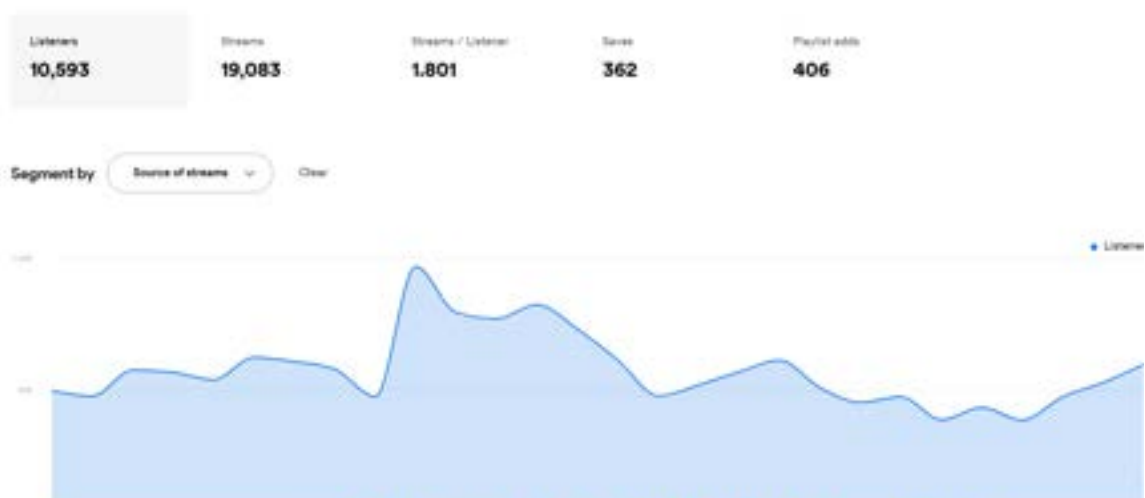 Listeners
10,593
Streams
19,083
Streams / Listener
1.801
Saves
362
Playlist adds
406
Segment by
Source of streams
Clear